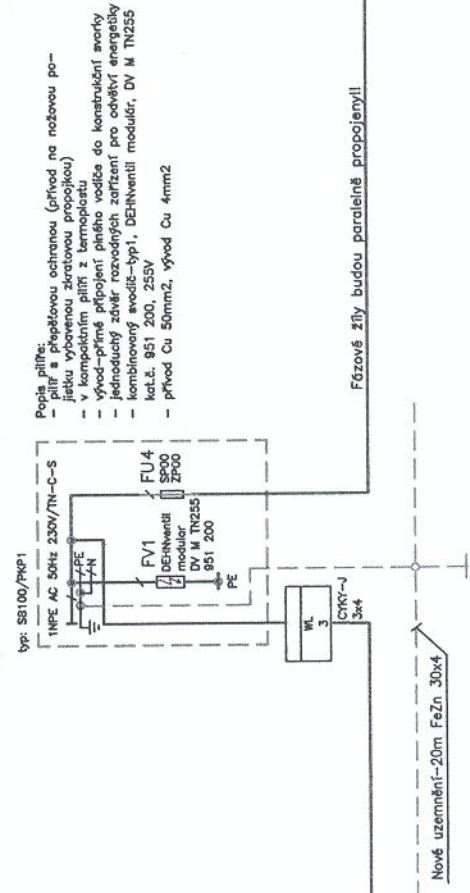 typ: S8100/PKP1
1NPE AC 50Hz 230V/TN-C-S
PE
N
FV1
DEHNventil
modular
DV M TN255
951 200
PE
FU4
SP00
ZP00
WL
3
CYKY-J
3x4
Popis pilíře:
- pilíř s přepěťovou ochranou (přívod na nožovou po-
jistku vybavenou zkratovou propojkou)
- v kompaktním pilíři z termoplastu
- vývod-přímé připojení plného vodiče do konstrukční svorky
- jednoduchý závěr rozvodných zařízení pro odvětví energetiky
- kombinovaný svodič-typ1, DEHNventil modulár, DV M TN255
kat.č. 951 200, 255V
- přívod Cu 50mm2, vývod Cu 4mm2
Fázové žíly budou paralelně propojeny!!
Nové uzemnění-20m FeZn 30x4